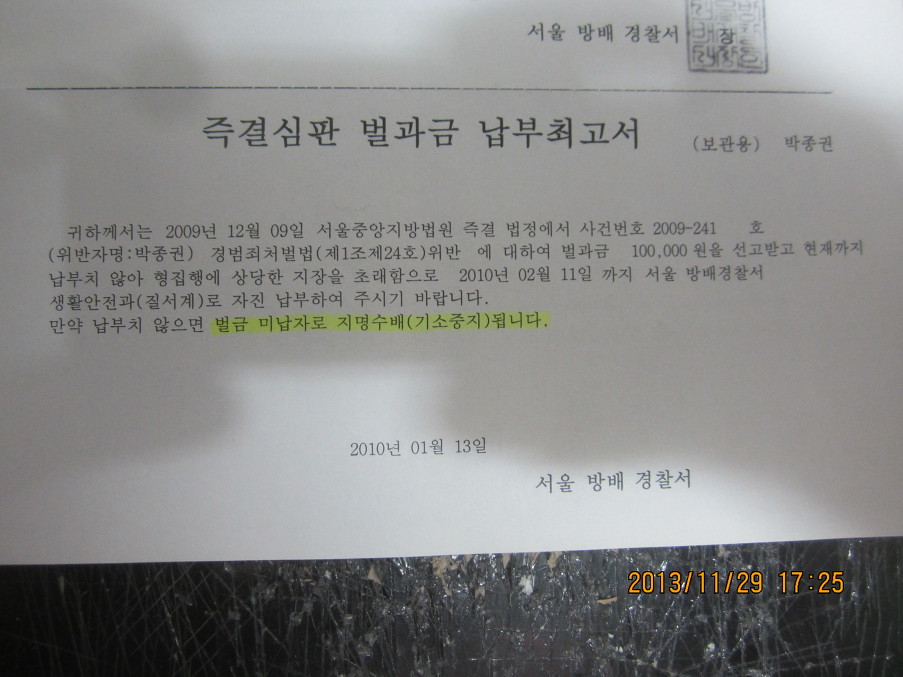 서울 방배 경찰서
즉결심판 벌과금 납부최고서 (보관용) 박종권
귀하께서는 2009년 12월 09일 서울중앙지방법원 즉결 법정에서 사건번호 2009-241 호
(위반자명:박종권) 경범죄처벌법(제1조제24호)위반 에 대하여 벌과금 100,000 원을 선고받고 현재까지
납부치 않아 형집행에 상당한 지장을 초래함으로 2010년 02월 11일 까지 서울 방배경찰서
생활안전과(질서계)로 자진 납부하여 주시기 바랍니다.
만약 납부치 않으면 벌금 미납자로 지명수배(기소중지)됩니다.
2010년 01월 13일
서울 방배 경찰서
2013/11/29 17:25